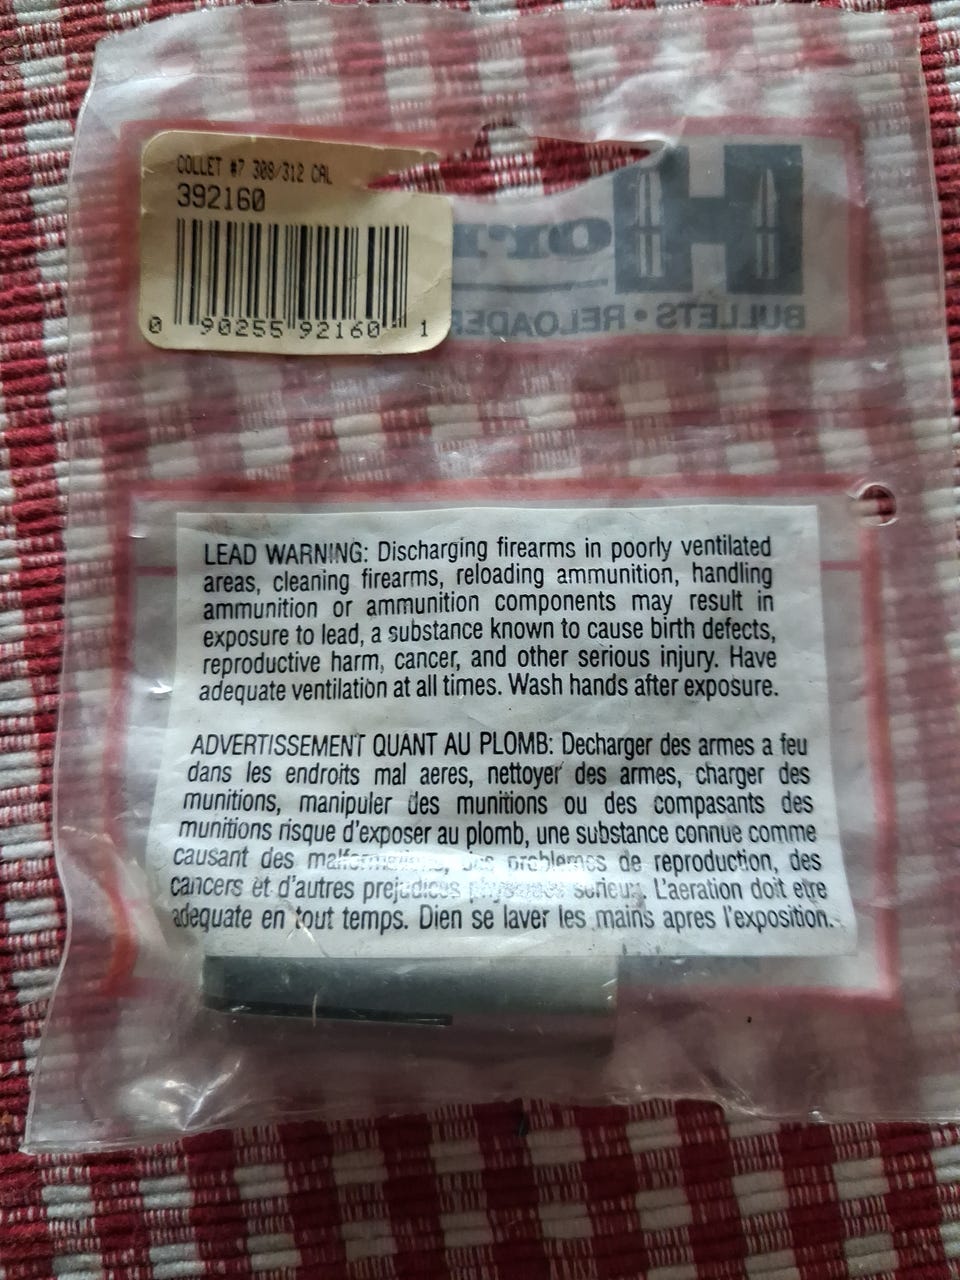 COLLET #7 308/312 CAL
392160
0 90255 92160 1
Horn
BULLETS • RELOADE
LEAD WARNING: Discharging firearms in poorly ventilated
areas, cleaning firearms, reloading ammunition, handling
ammunition or ammunition components may result in
exposure to lead, a substance known to cause birth defects,
reproductive harm, cancer, and other serious injury. Have
adequate ventilation at all times. Wash hands after exposure.
ADVERTISSEMENT QUANT AU PLOMB: Decharger des armes a feu
dans les endroits mal aeres, nettoyer des armes, charger des
munitions, manipuler des munitions ou des compasants des
munitions risque d'exposer au plomb, une substance connue comme
causant des malformations, des problemes de reproduction, des
cancers et d'autres prejudices physiques serieux. L'aeration doit etre
adequate en tout temps. Dien se laver les mains apres l'exposition.